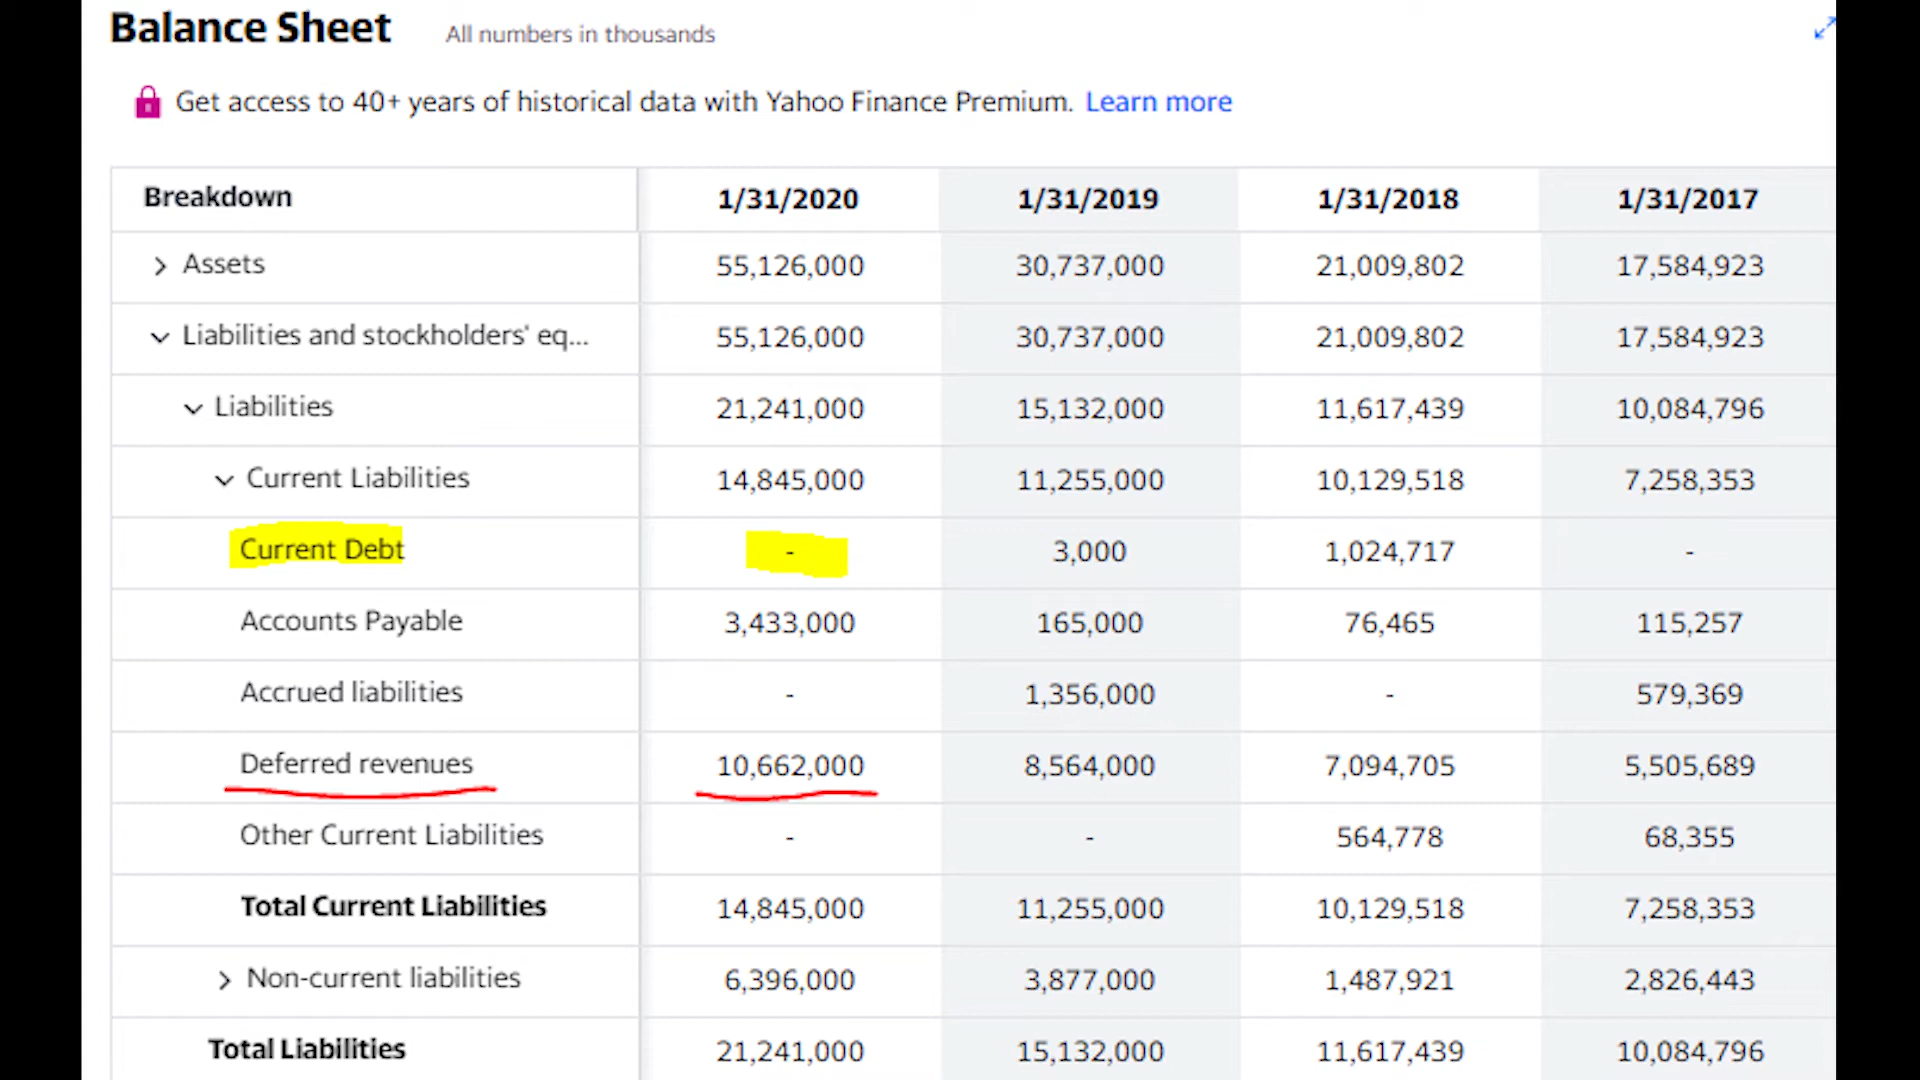 Balance Sheet All numbers in thousands
Get access to 40+ years of historical data with Yahoo Finance Premium. Learn more
Breakdown 1/31/2020 1/31/2019 1/31/2018 1/31/2017
Assets 55,126,000 30,737,000 21,009,802 17,584,923
Liabilities and stockholders' eq... 55,126,000 30,737,000 21,009,802 17,584,923
Liabilities 21,241,000 15,132,000 11,617,439 10,084,796
Current Liabilities 14,845,000 11,255,000 10,129,518 7,258,353
Current Debt - 3,000 1,024,717 -
Accounts Payable 3,433,000 165,000 76,465 115,257
Accrued liabilities - 1,356,000 - 579,369
Deferred revenues 10,662,000 8,564,000 7,094,705 5,505,689
Other Current Liabilities - - 564,778 68,355
Total Current Liabilities 14,845,000 11,255,000 10,129,518 7,258,353
Non-current liabilities 6,396,000 3,877,000 1,487,921 2,826,443
Total Liabilities 21,241,000 15,132,000 11,617,439 10,084,796